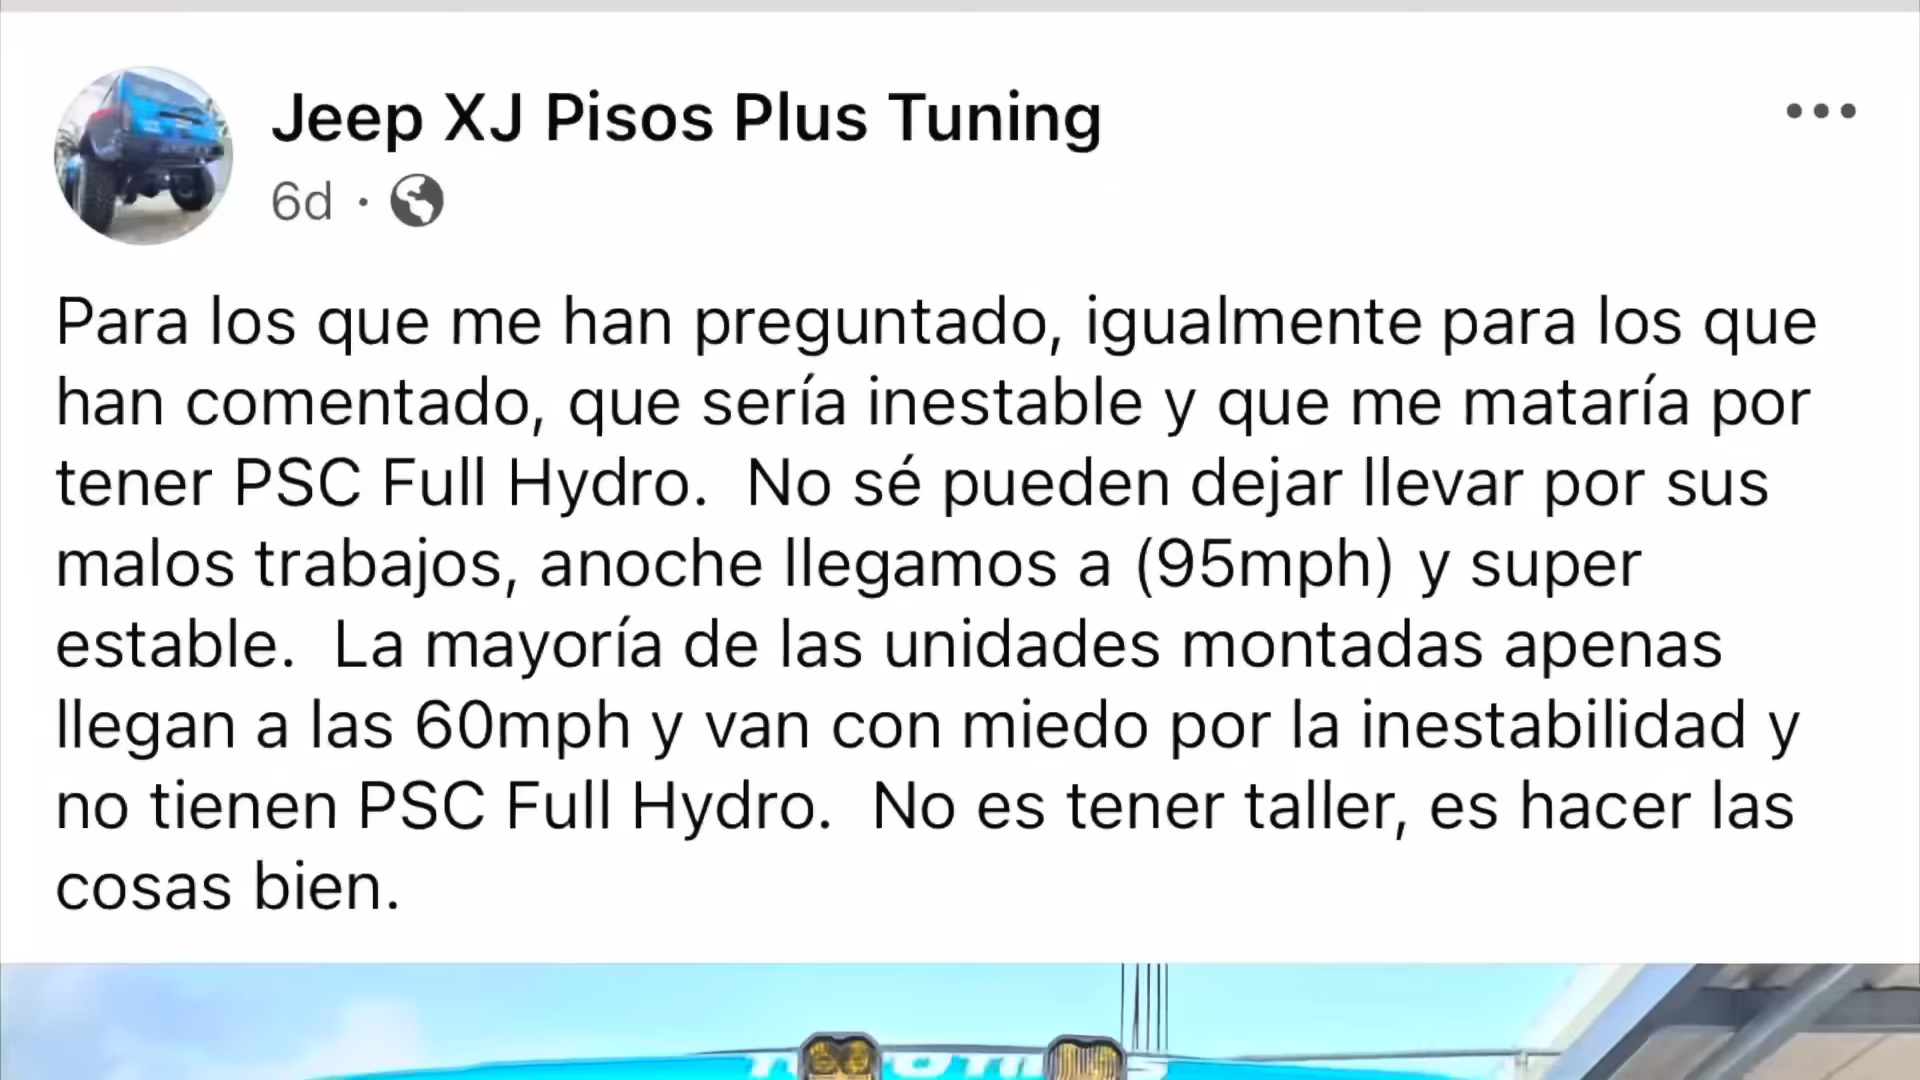 Jeep XJ Pisos Plus Tuning
6d ·
Para los que me han preguntado, igualmente para los que
han comentado, que sería inestable y que me mataría por
tener PSC Full Hydro.  No sé pueden dejar llevar por sus
malos trabajos, anoche llegamos a (95mph) y super
estable.  La mayoría de las unidades montadas apenas
llegan a las 60mph y van con miedo por la inestabilidad y
no tienen PSC Full Hydro.  No es tener taller, es hacer las
cosas bien.